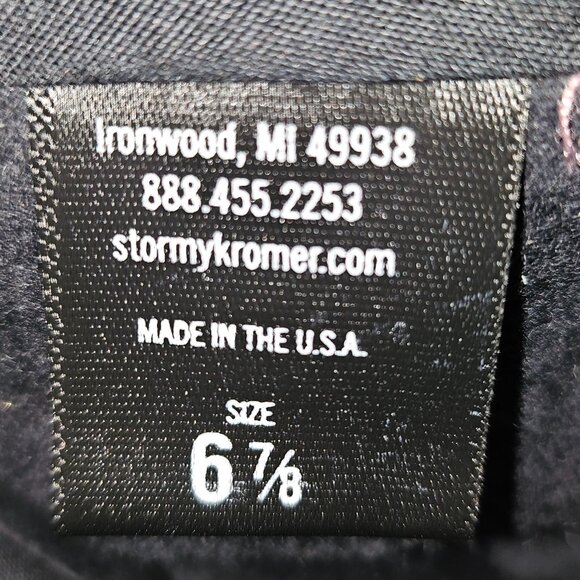 Ironwood, MI 49938
888.455.2253
stormykromer.com
MADE IN THE U.S.A.
SIZE
6 7/8